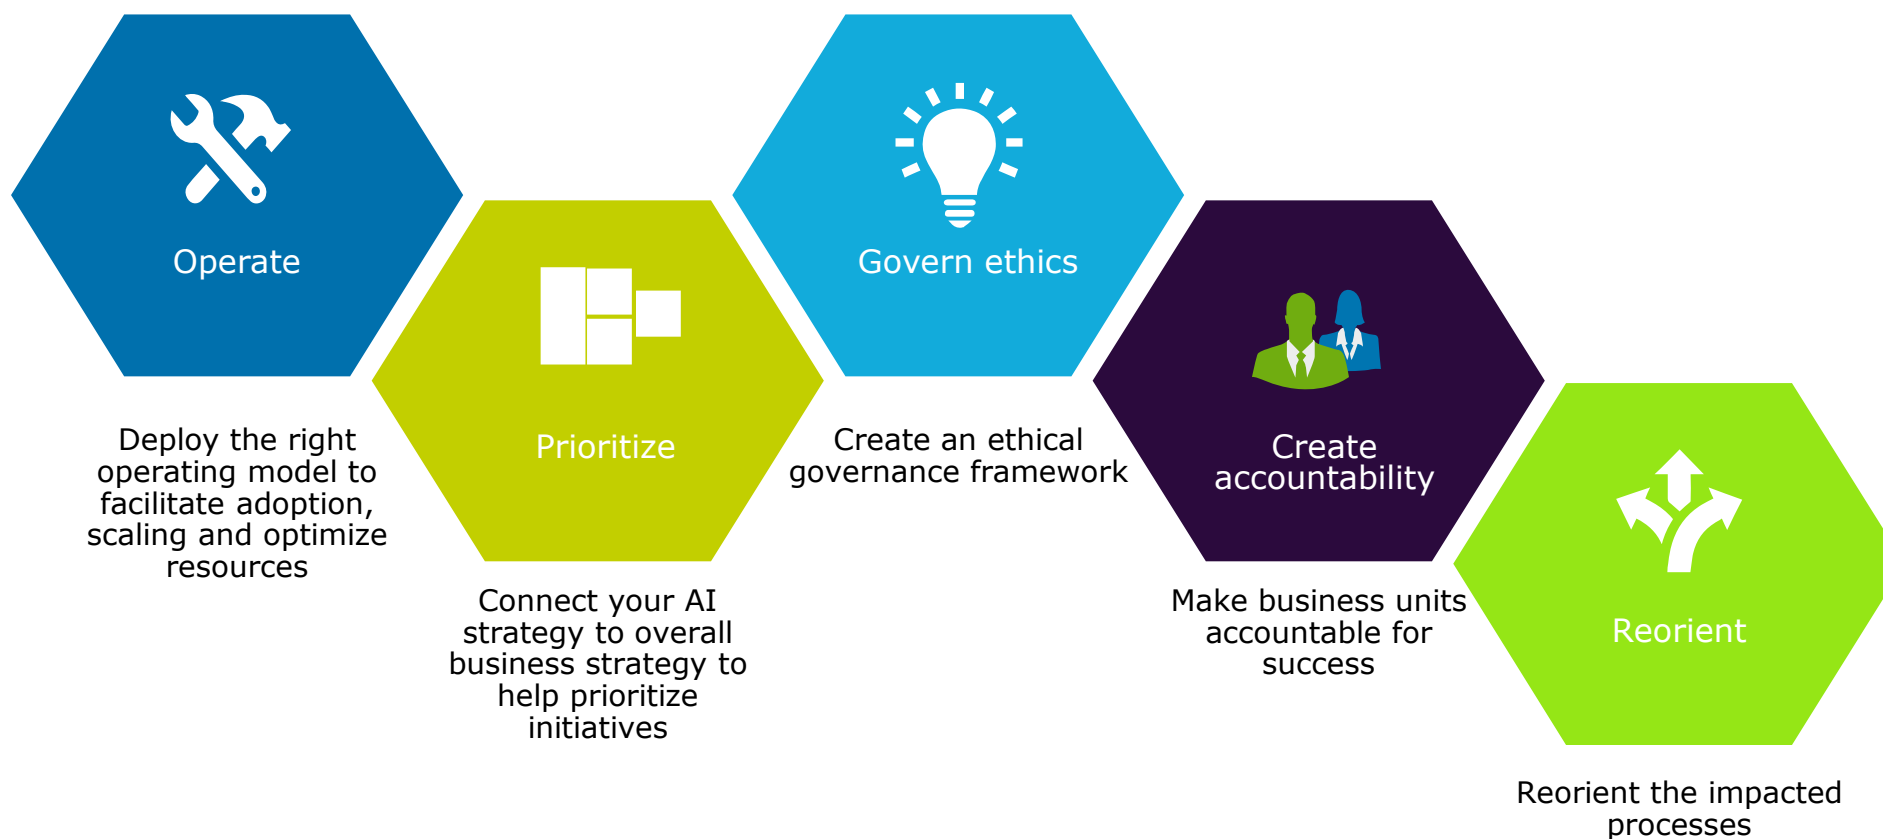 Operate
Deploy the right
operating model to
facilitate adoption,
scaling and optimize
resources
Prioritize
Connect your AI
strategy to overall
business strategy to
help prioritize
initiatives
Govern ethics
Create an ethical
governance framework
Create
accountability
Make business units
accountable for
success
Reorient
Reorient the impacted
processes